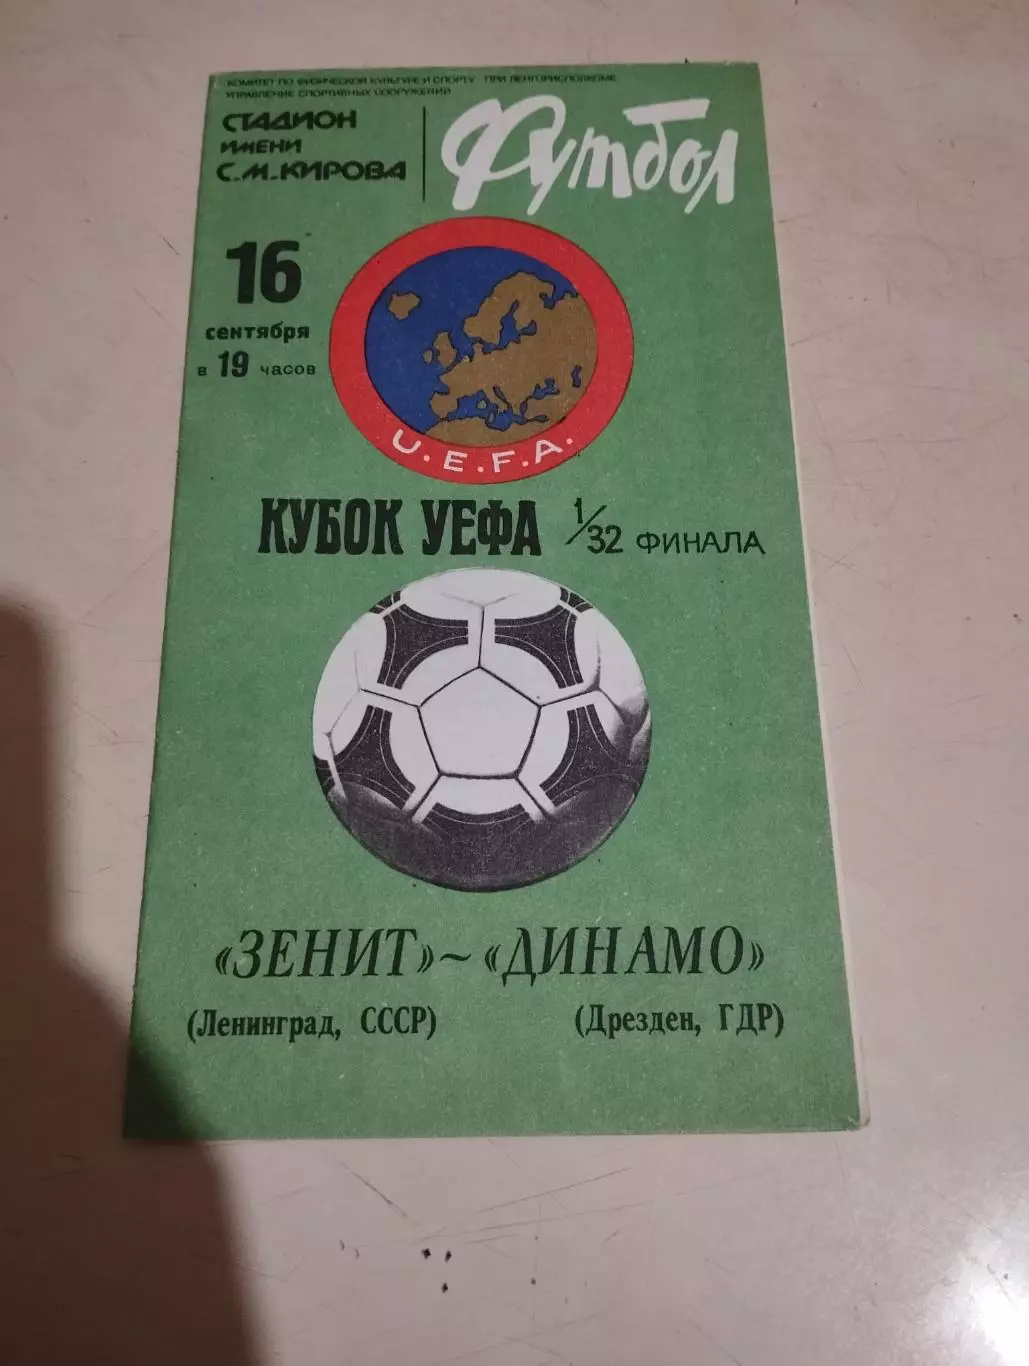 КОМИТЕТ ПО ФИЗИЧЕСКОЙ КУЛЬТУРЕ И СПОРТУ ПРИ ЛЕНГОРИСПОЛКОМЕ
УПРАВЛЕНИЕ СПОРТИВНЫХ СООРУЖЕНИЙ
СТАДИОН
ИМЕНИ
С.М.КИРОВА
Футбол
16
сентября
в 19 часов
U.E.F.A.
КУБОК УЕФА 1/32 ФИНАЛА
«ЗЕНИТ»~«ДИНАМО»
(Ленинград, СССР) (Дрезден, ГДР)